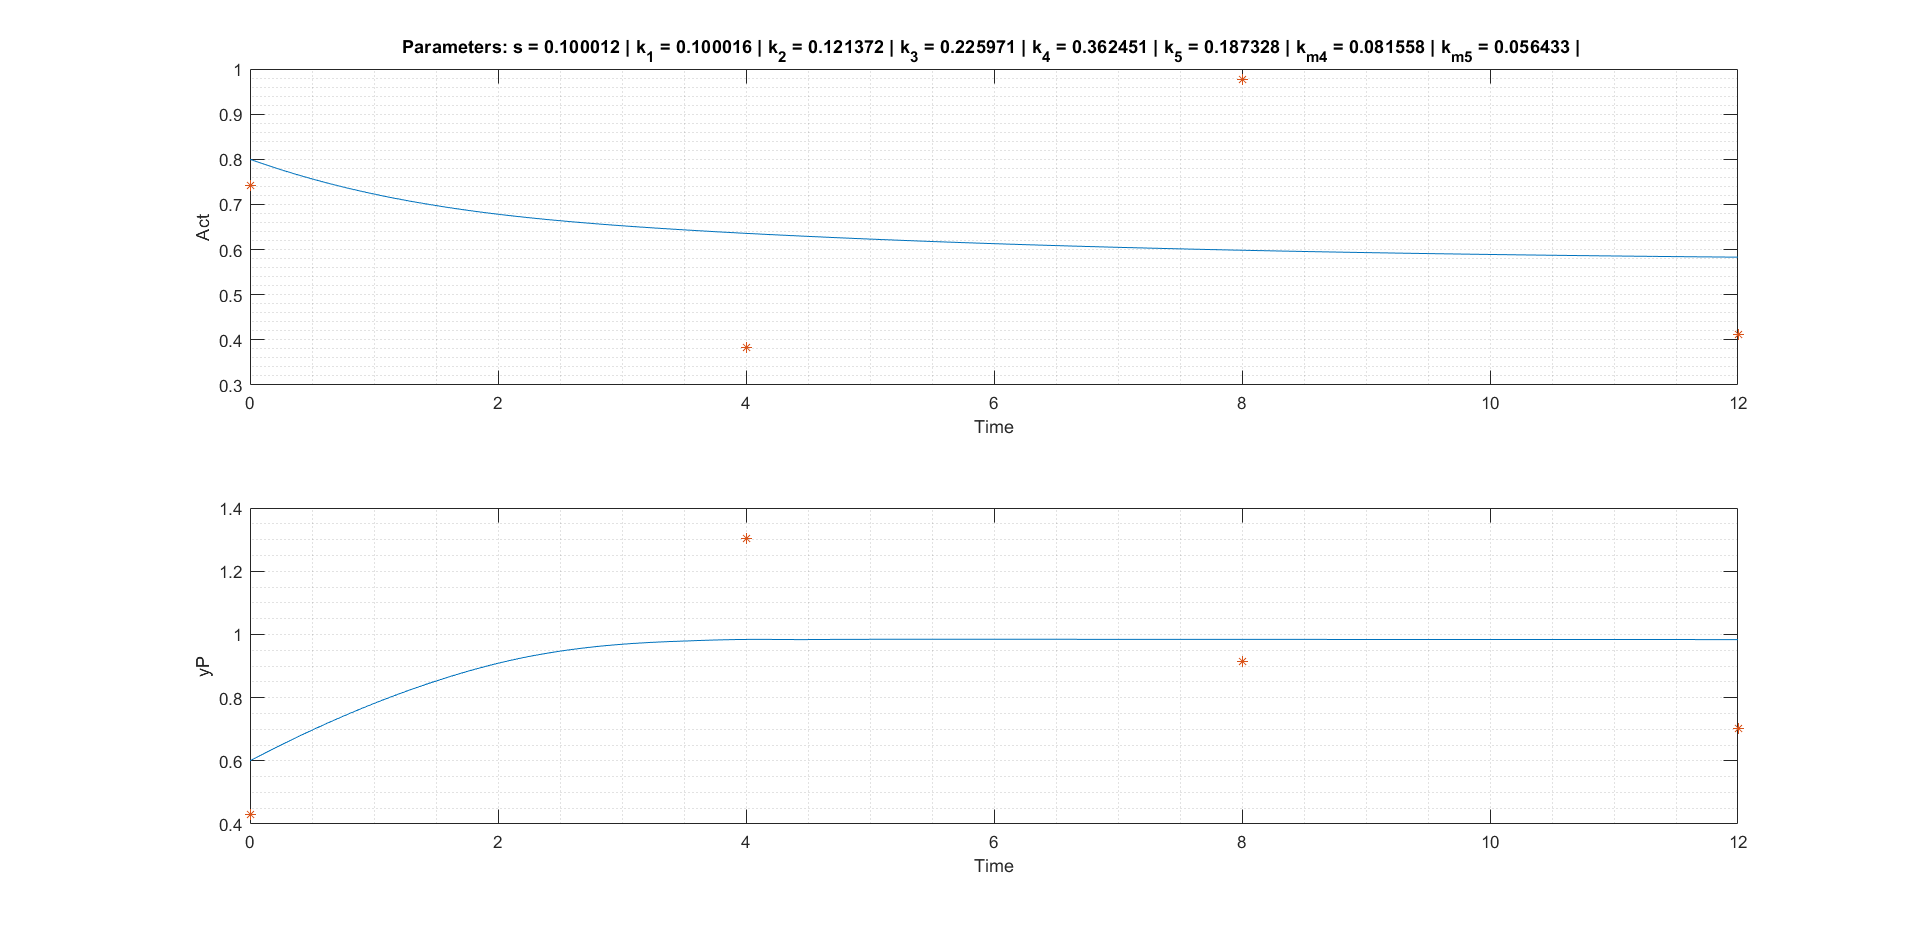 Parameters: s = 0.100012 | k1 = 0.100016 | k2 = 0.121372 | k3 = 0.225971 | k4 = 0.362451 | k5 = 0.187328 | km4 = 0.081558 | km5 = 0.056433 |
1
0.9
0.8
0.7
0.6
0.5
0.4
0.3
Act
0 2 4 6 8 10 12
Time
1.4
1.2
1
0.8
0.6
0.4
yP
0 2 4 6 8 10 12
Time